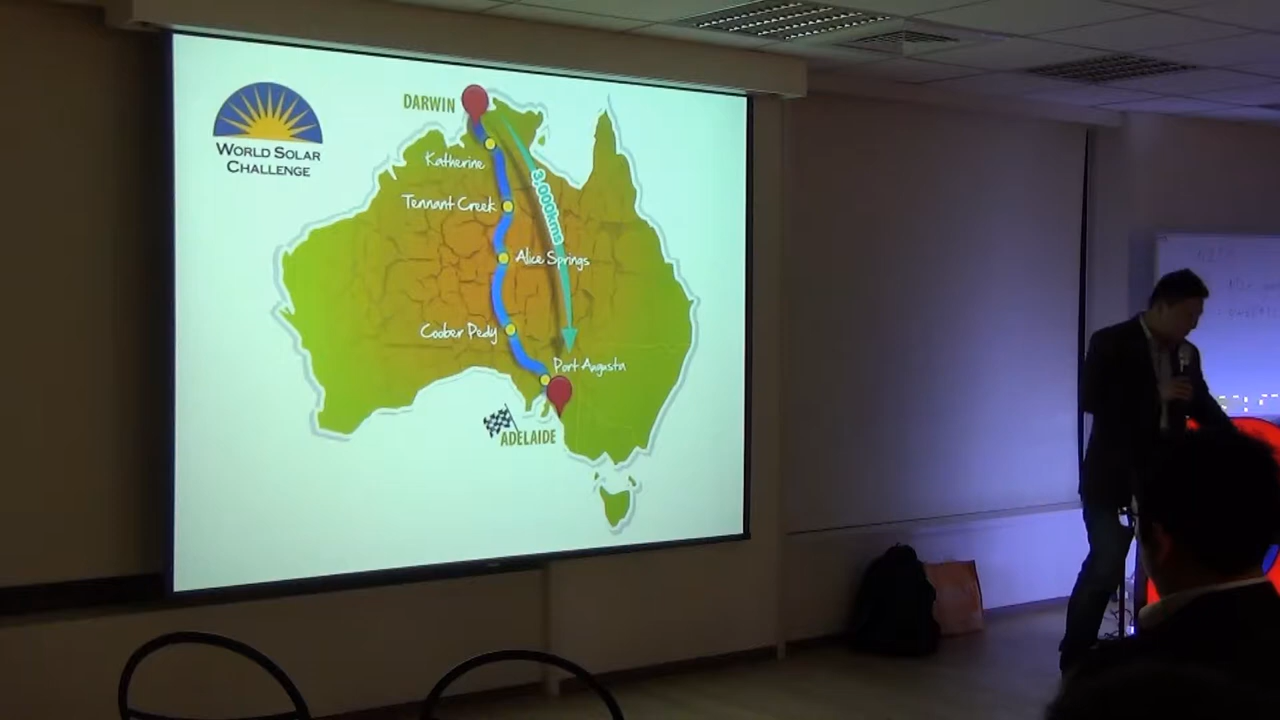 WORLD SOLAR
CHALLENGE
DARWIN
Katherine
3,000kms
Tennant Creek
Alice Springs
Coober Pedy
Port Augusta
ADELAIDE